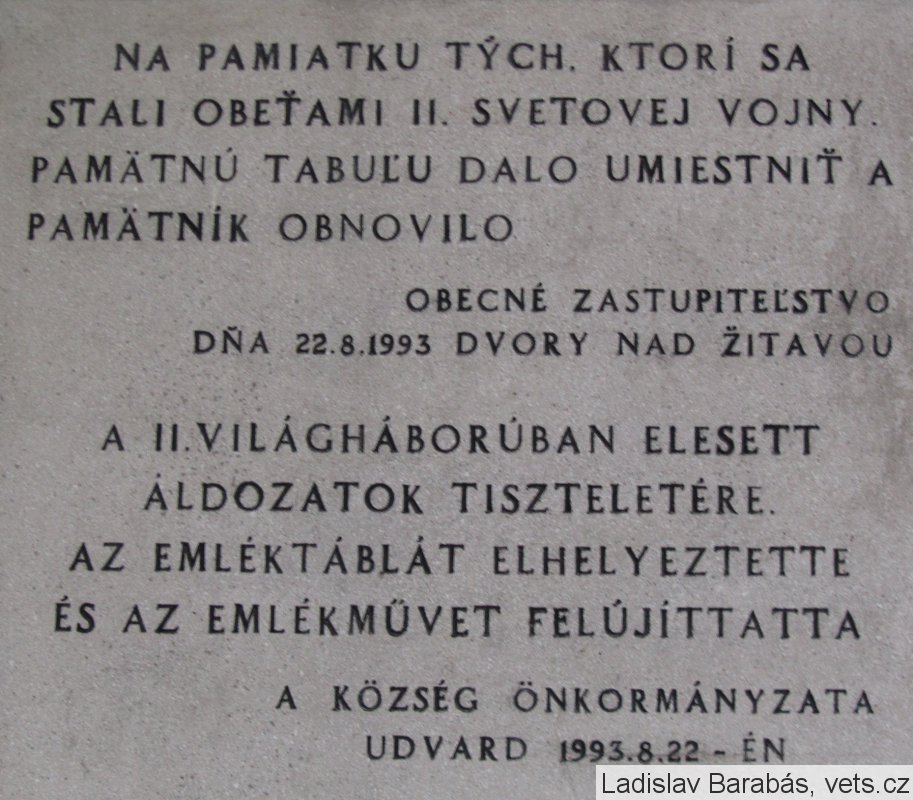 NA PAMIATKU TÝCH. KTORÍ SA
STALI OBEŤAMI II. SVETOVEJ VOJNY.
PAMÄTNÚ TABUĽU DALO UMIESTNIŤ A
PAMÄTNÍK OBNOVILO
OBECNÉ ZASTUPITEĽSTVO
DŇA 22.8.1993 DVORY NAD ŽITAVOU
A II.VILÁGHÁBORÚBAN ELESETT
ÁLDOZATOK TISZTELETÉRE.
AZ EMLÉKTÁBLÁT ELHELYEZTETTE
ÉS AZ EMLÉKMŰVET FELÚJÍTTATTA
A KÖZSÉG ÖNKORMÁNYZATA
UDVARD 1993.8.22 - ÉN
Ladislav Barabás, vets.cz